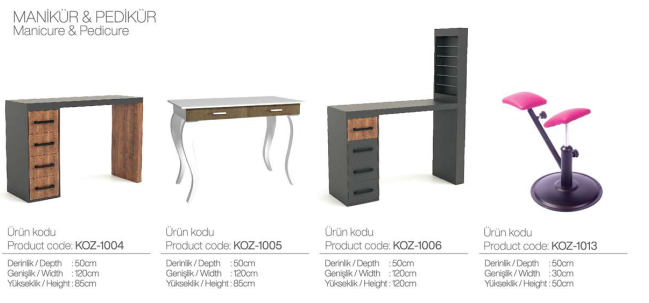 MANİKÜR & PEDİKÜR
Manicure & Pedicure
Ürün kodu
Product code: KOZ-1004
Derinlik / Depth : 50cm
Genişlik / Width : 120cm
Yükseklik / Height : 85cm
Ürün kodu
Product code: KOZ-1005
Derinlik / Depth : 50cm
Genişlik / Width : 120cm
Yükseklik / Height : 85cm
Ürün kodu
Product code: KOZ-1006
Derinlik / Depth : 50cm
Genişlik / Width : 120cm
Yükseklik / Height : 120cm
Ürün kodu
Product code: KOZ-1013
Derinlik / Depth : 50cm
Genişlik / Width : 30cm
Yükseklik / Height : 50cm